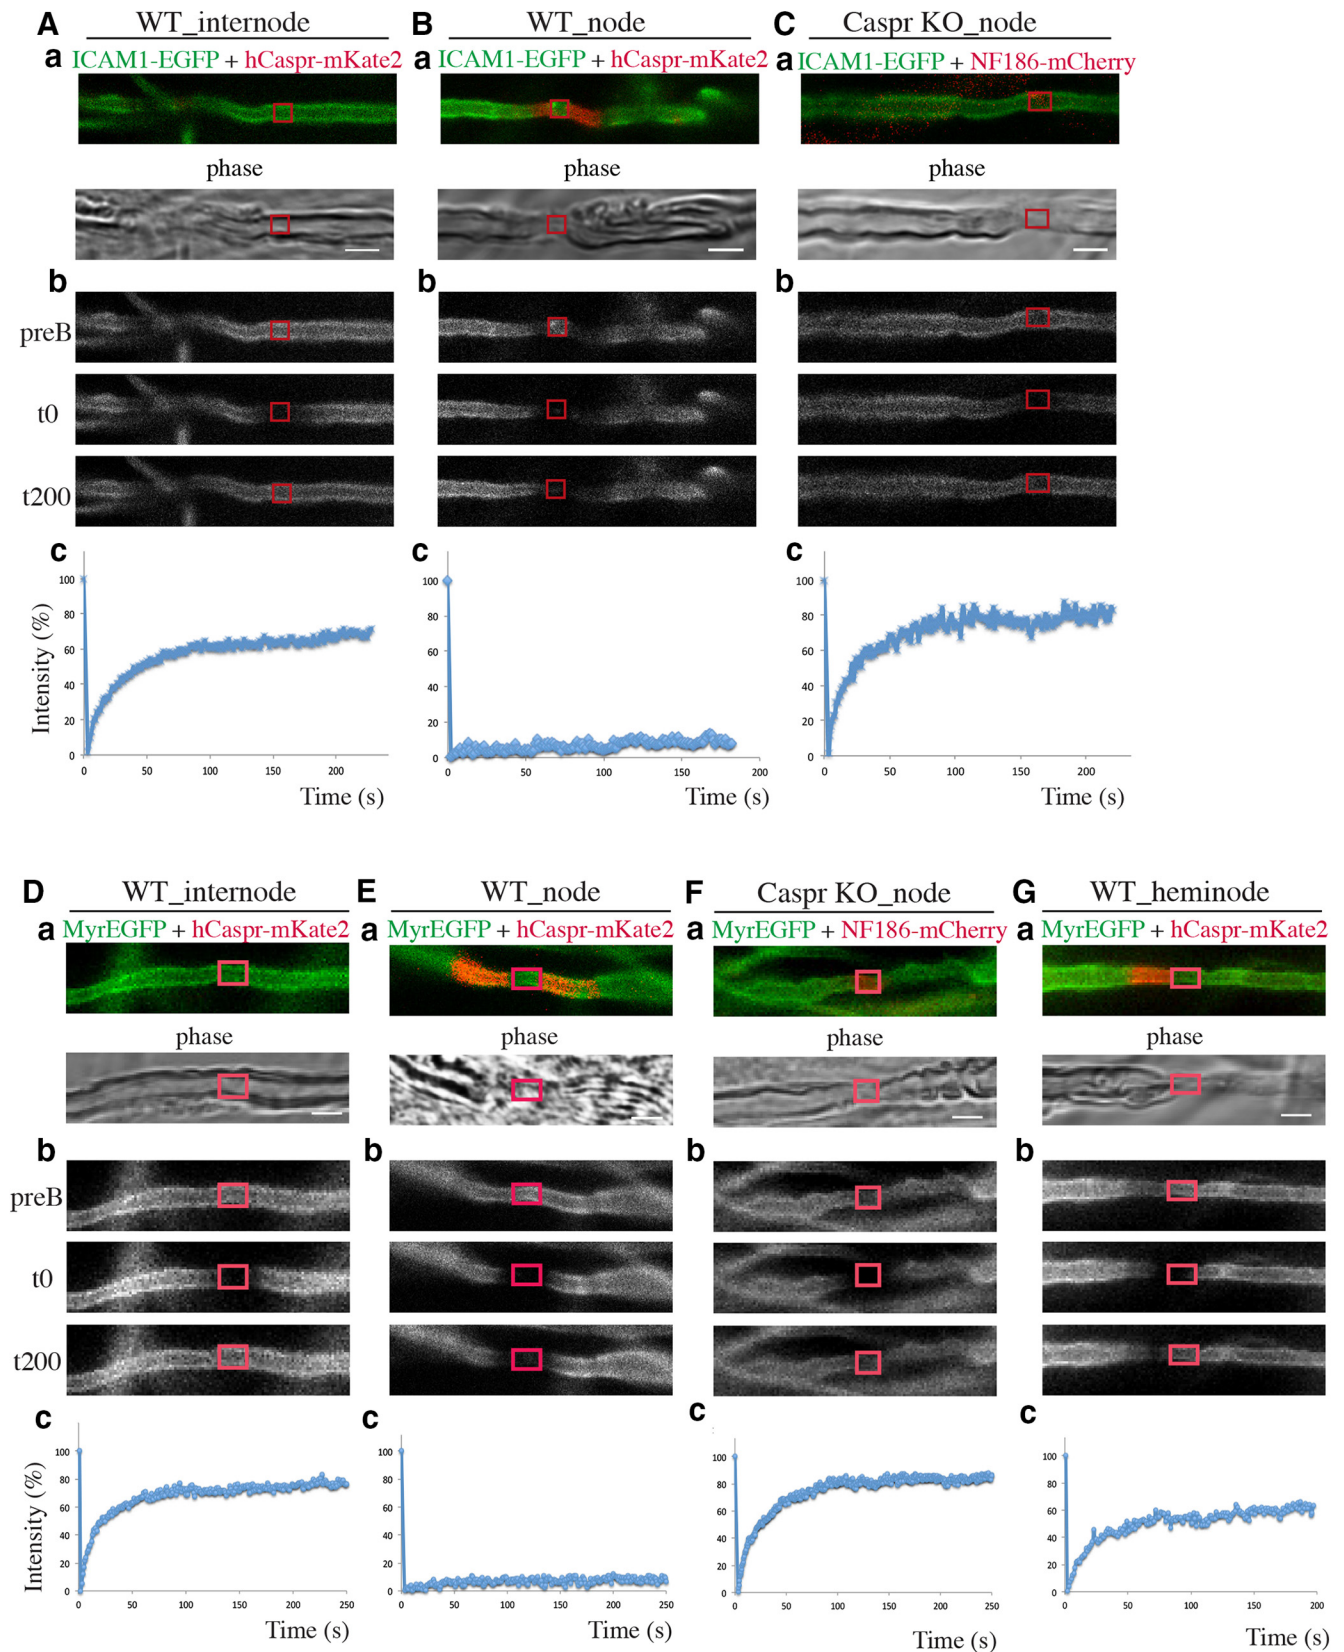 A WT_internode
B WT_node
C Caspr KO_node
a ICAM1-EGFP + hCaspr-mKate2
a ICAM1-EGFP + hCaspr-mKate2
a ICAM1-EGFP + NF186-mCherry
phase
phase
phase
b
b
b
preB
t0
t200
c
c
c
Intensity (%)
100
80
60
40
20
0
0 50 100 150 200
Time (s)
100
80
60
40
20
0
0 50 100 150 200
Time (s)
100
80
60
40
20
0
0 50 100 150 200
Time (s)
D WT_internode
E WT_node
F Caspr KO_node
G WT_heminode
a MyrEGFP + hCaspr-mKate2
a MyrEGFP + hCaspr-mKate2
a MyrEGFP + NF186-mCherry
a MyrEGFP + hCaspr-mKate2
phase
phase
phase
phase
b
b
b
b
preB
t0
t200
c
c
c
c
Intensity (%)
100
80
60
40
20
0
0 50 100 150 200 250
Time (s)
100
80
60
40
20
0
0 50 100 150 200 250
Time (s)
100
80
60
40
20
0
0 50 100 150 200 250
Time (s)
100
80
60
40
20
0
0 50 100 150 200
Time (s)